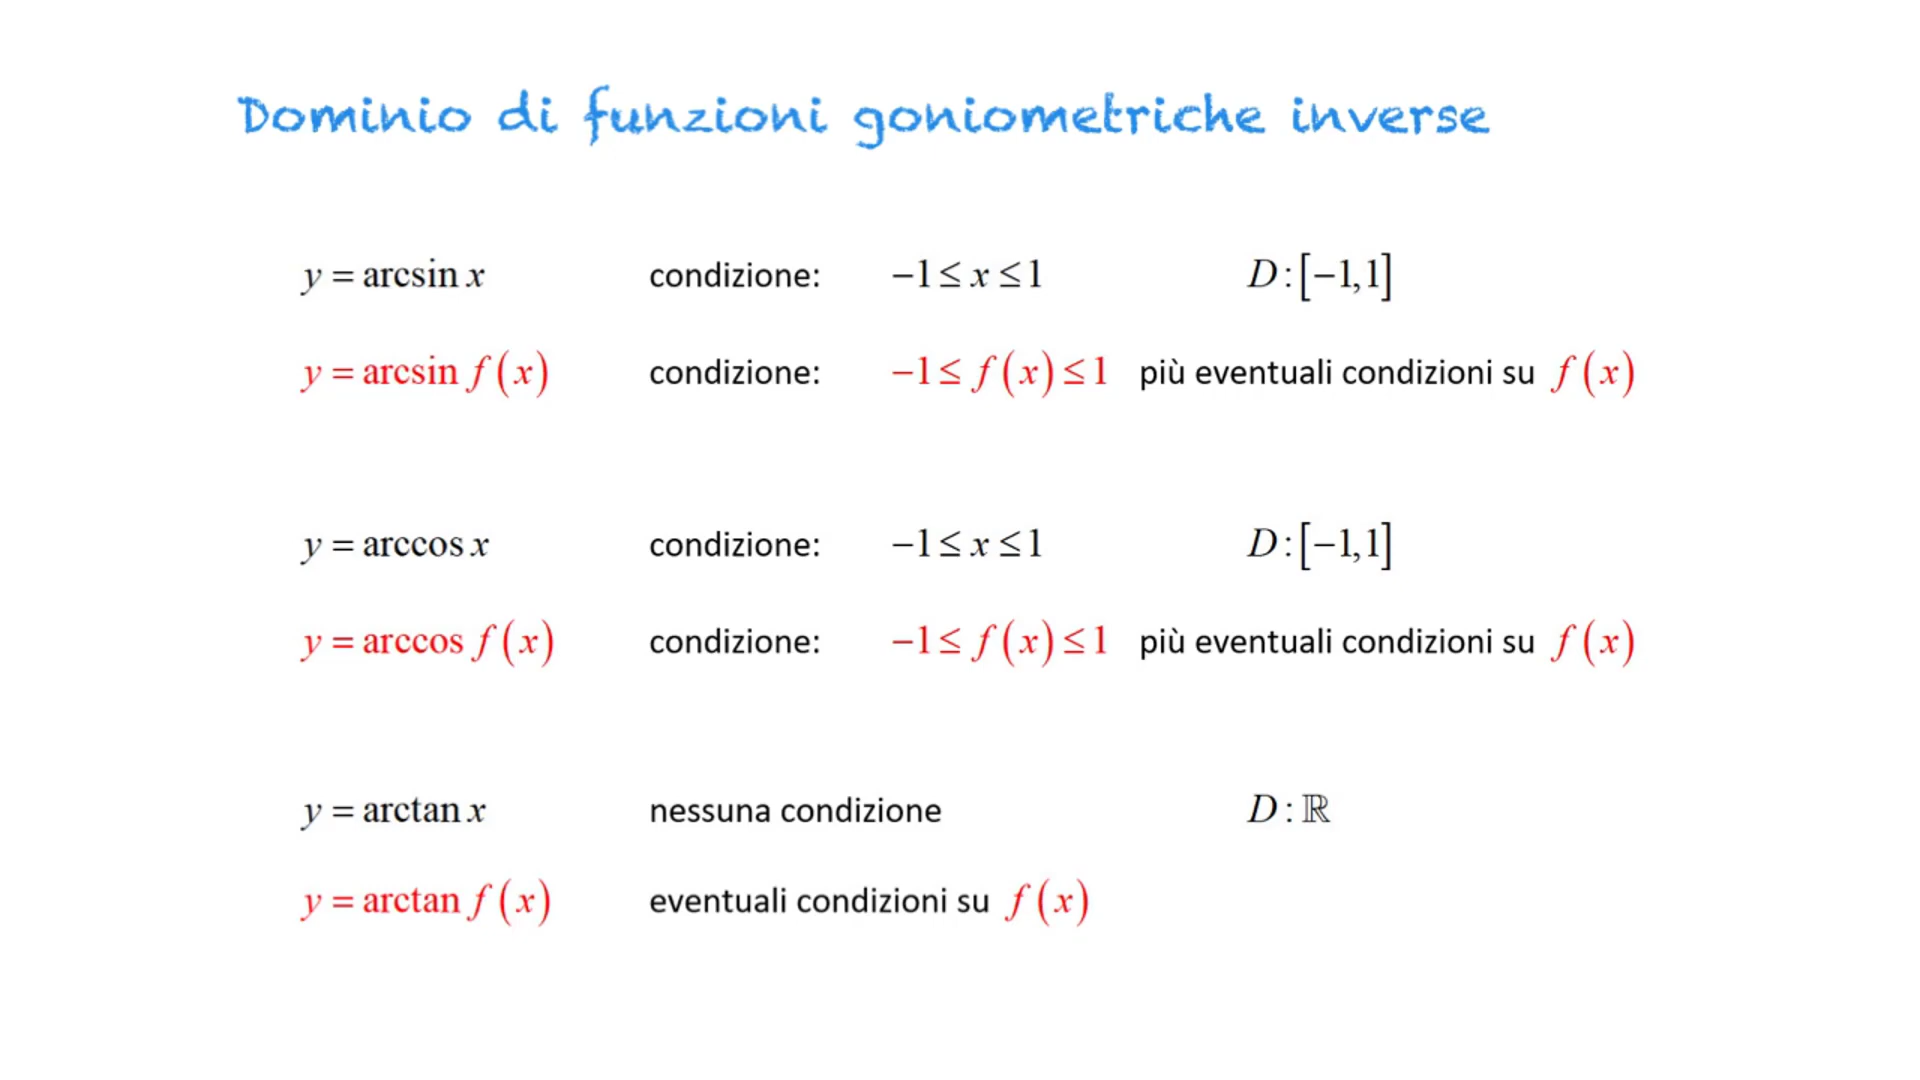 Dominio di funzioni goniometriche inverse
y = arcsin x condizione: −1 ≤ x ≤ 1 D:[−1,1]
y = arcsin f(x) condizione: −1 ≤ f(x) ≤ 1 più eventuali condizioni su f(x)
y = arccos x condizione: −1 ≤ x ≤ 1 D:[−1,1]
y = arccos f(x) condizione: −1 ≤ f(x) ≤ 1 più eventuali condizioni su f(x)
y = arctan x nessuna condizione D:ℝ
y = arctan f(x) eventuali condizioni su f(x)